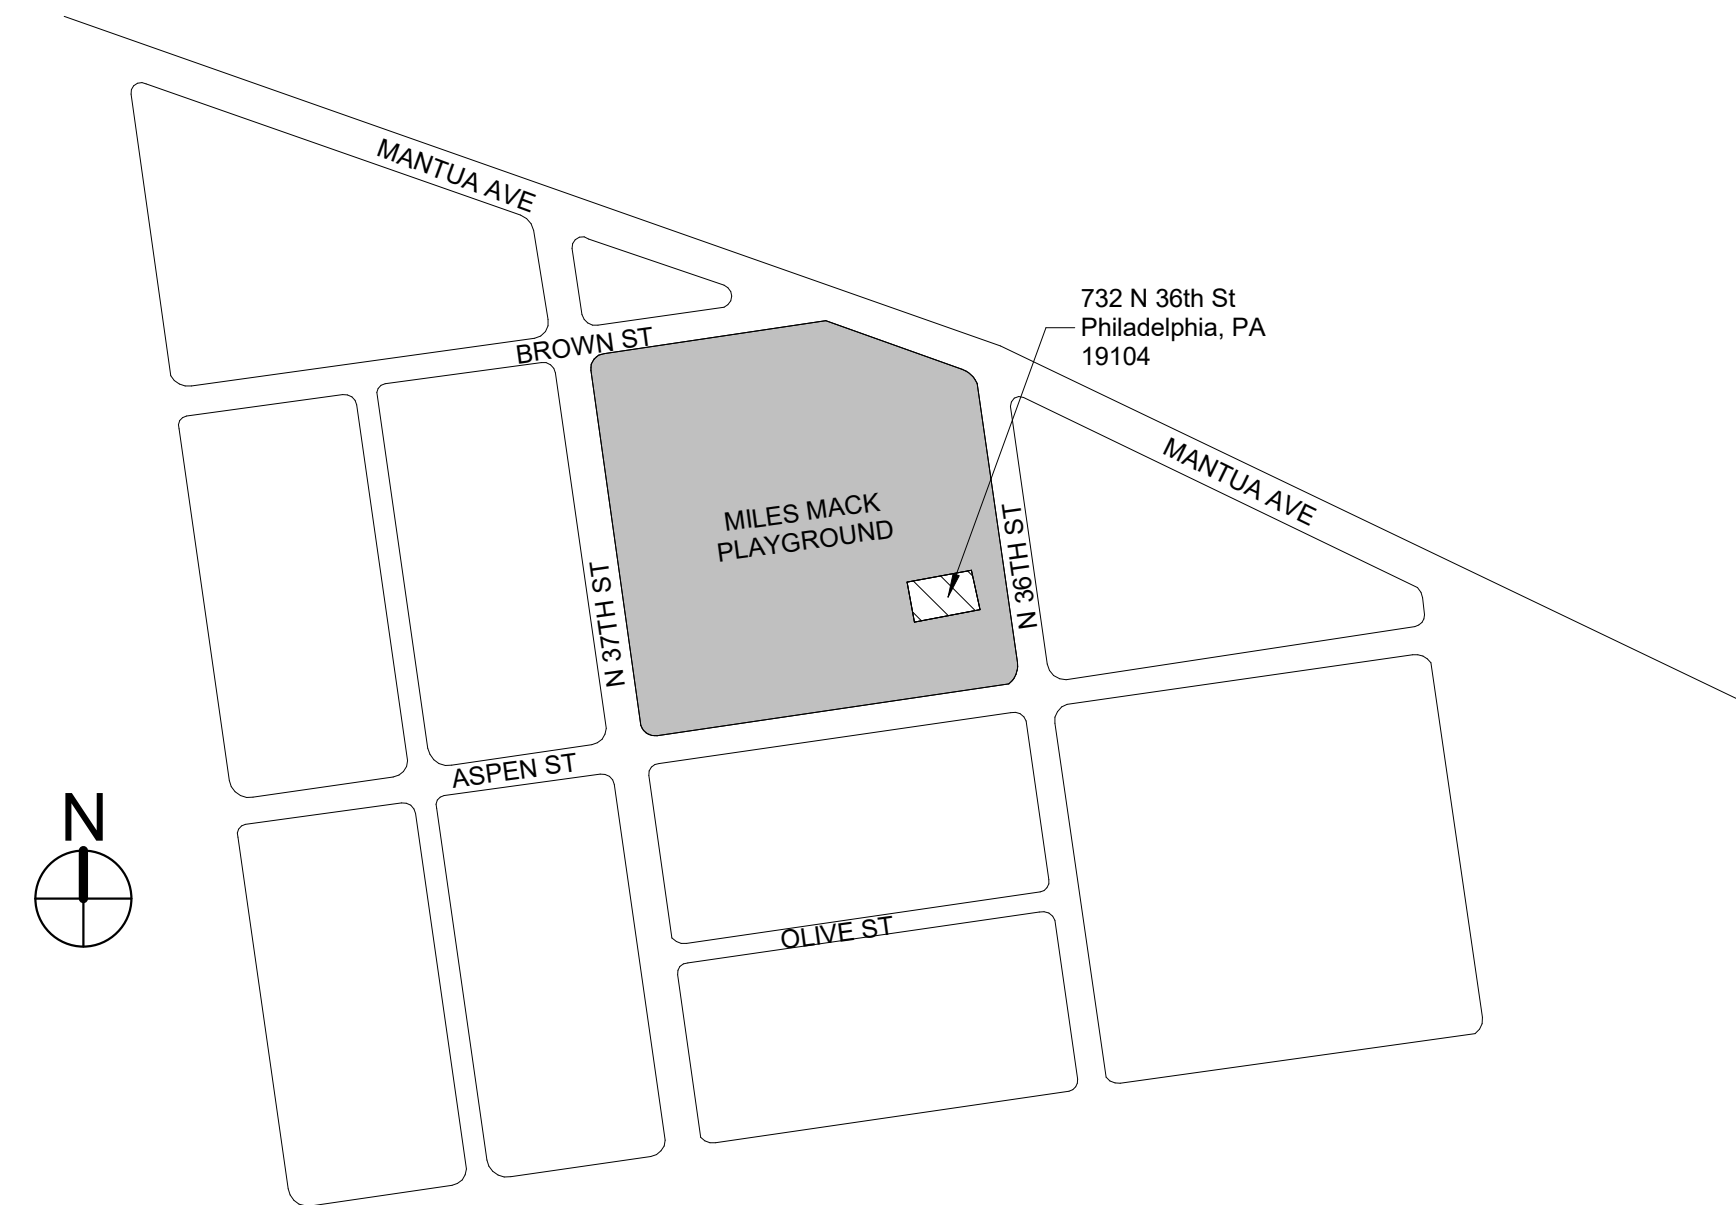 MANTUA AVE
732 N 36th St
Philadelphia, PA
19104
BROWN ST
MANTUA AVE
MILES MACK
PLAYGROUND
N 36TH ST
N 37TH ST
ASPEN ST
N
OLIVE ST